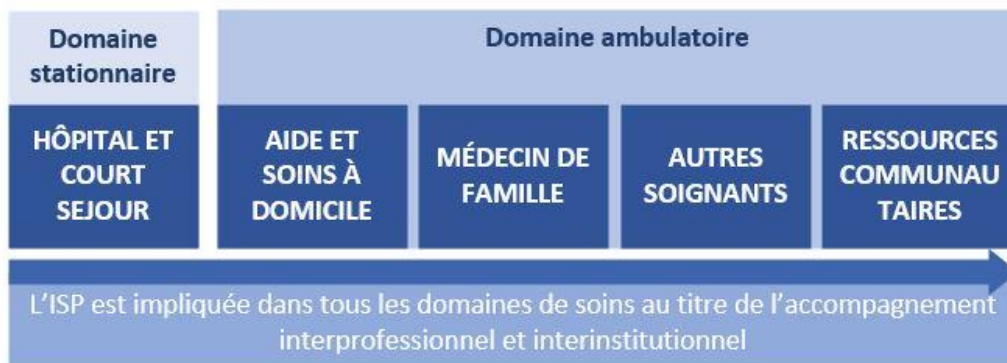 Domaine
stationnaire
Domaine ambulatoire
HÔPITAL ET
COURT
SEJOUR
AIDE ET
SOINS À
DOMICILE
MÉDECIN DE
FAMILLE
AUTRES
SOIGNANTS
RESSOURCES
COMMUNAU
TAIRES
L'ISP est impliquée dans tous les domaines de soins au titre de l'accompagnement
interprofessionnel et interinstitutionnel